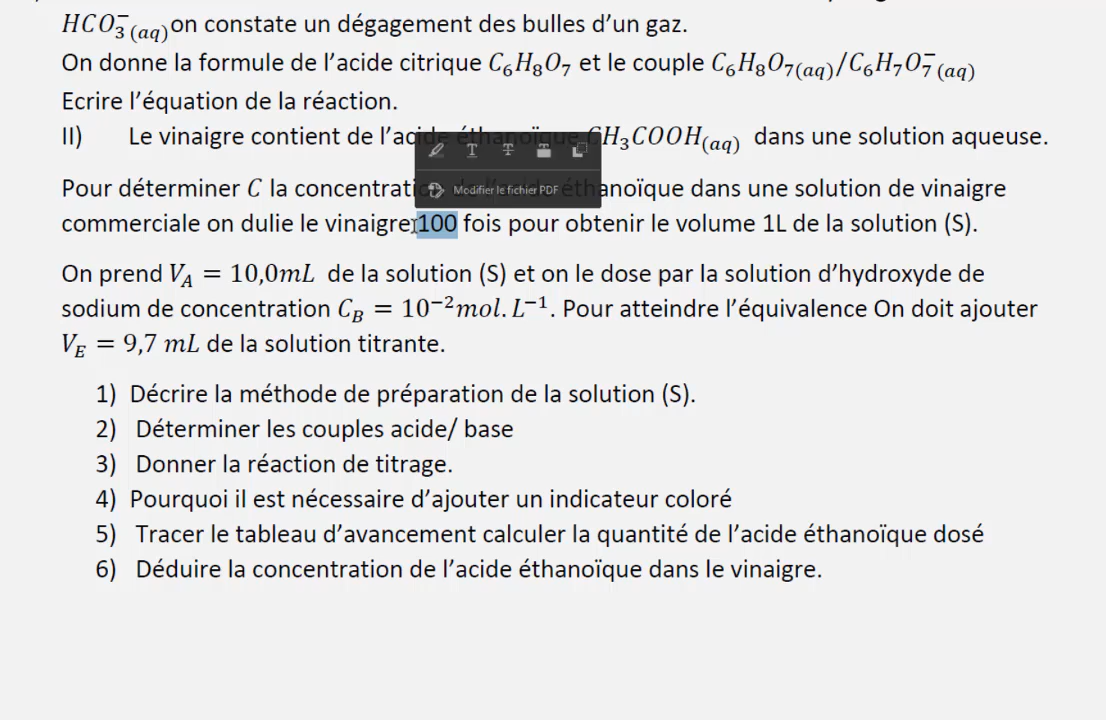 HCO₃⁻(aq) on constate un dégagement des bulles d'un gaz.
On donne la formule de l'acide citrique C₆H₈O₇ et le couple C₆H₈O₇(aq)/C₆H₇O₇⁻(aq)
Ecrire l'équation de la réaction.
II) Le vinaigre contient de l'acide éthanoïque CH₃COOH(aq) dans une solution aqueuse.
Modifier le fichier PDF
Pour déterminer C la concentration de l'acide éthanoïque dans une solution de vinaigre
commerciale on dulie le vinaigre 100 fois pour obtenir le volume 1L de la solution (S).
On prend V_A = 10,0mL de la solution (S) et on le dose par la solution d'hydroxyde de
sodium de concentration C_B = 10⁻²mol.L⁻¹. Pour atteindre l'équivalence On doit ajouter
V_E = 9,7 mL de la solution titrante.
1) Décrire la méthode de préparation de la solution (S).
2) Déterminer les couples acide/ base
3) Donner la réaction de titrage.
4) Pourquoi il est nécessaire d'ajouter un indicateur coloré
5) Tracer le tableau d'avancement calculer la quantité de l'acide éthanoïque dosé
6) Déduire la concentration de l'acide éthanoïque dans le vinaigre.